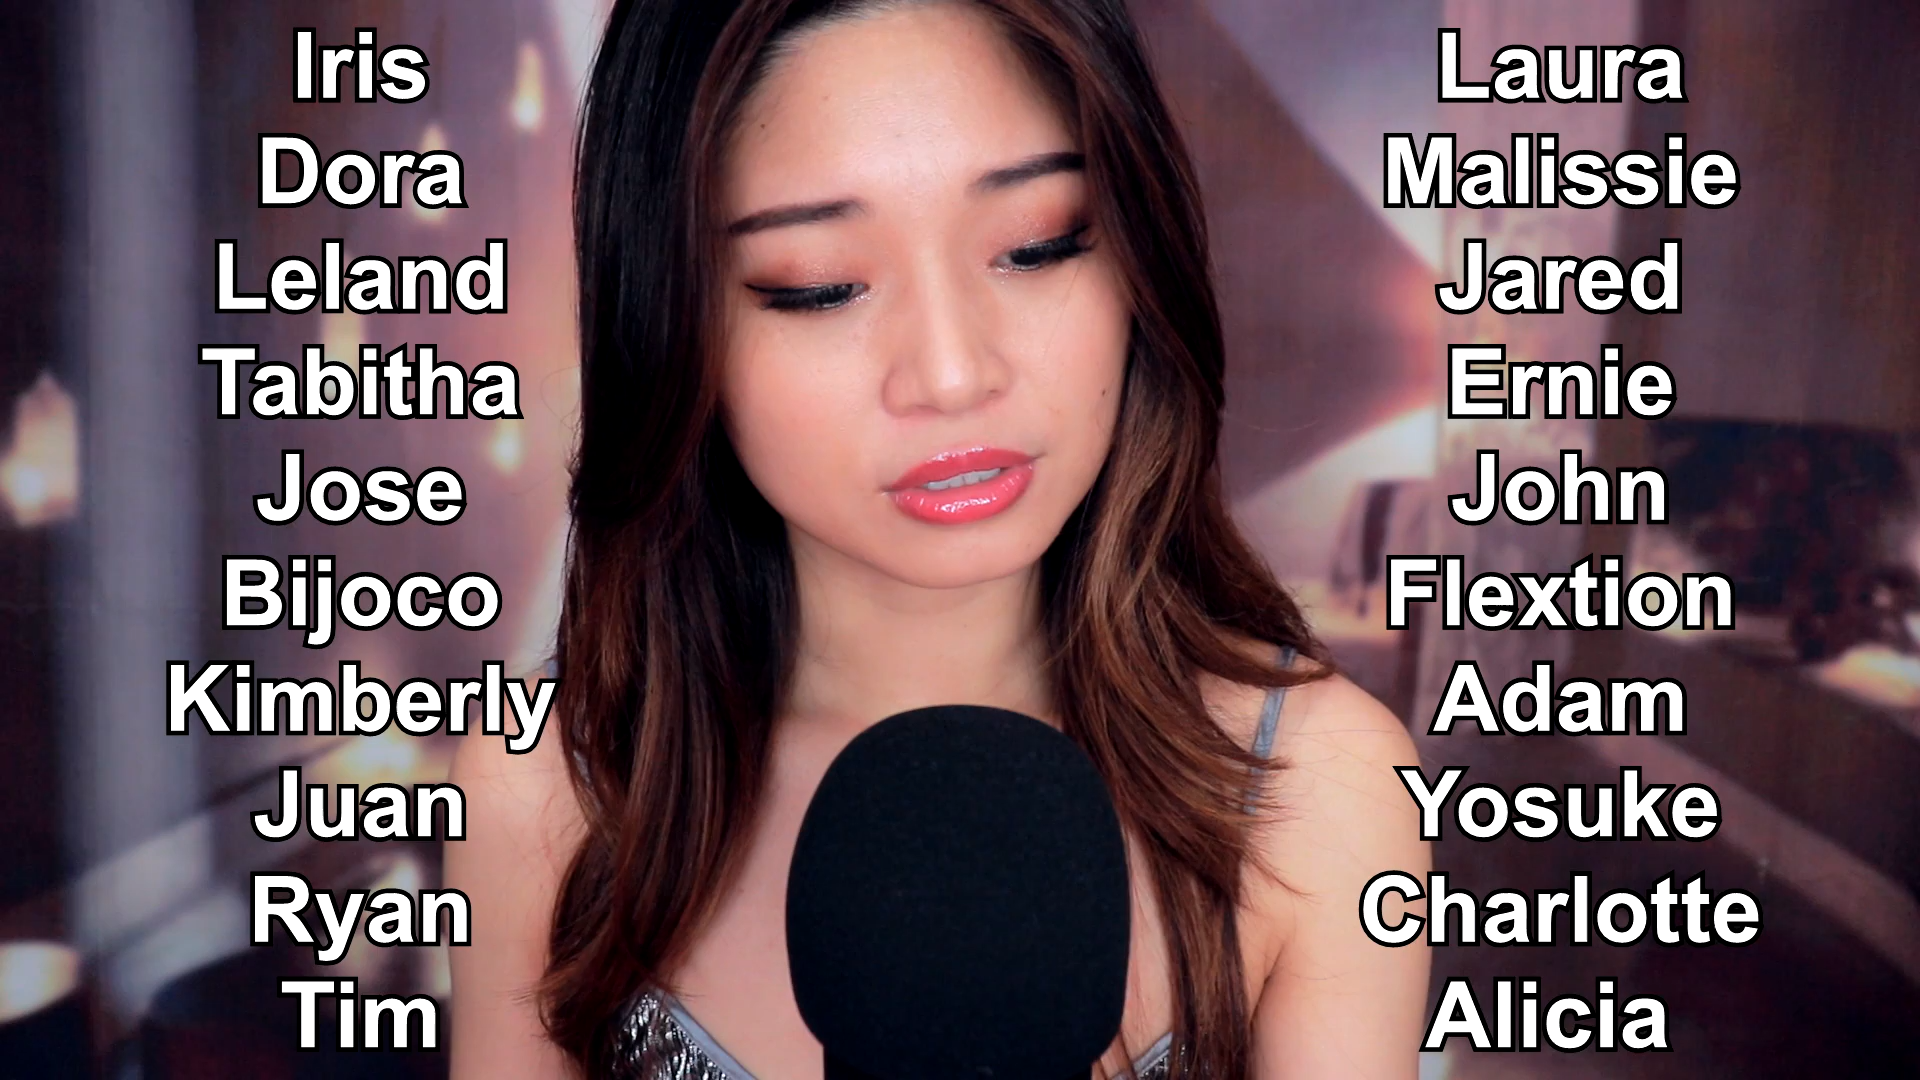 Iris
Dora
Leland
Tabitha
Jose
Bijoco
Kimberly
Juan
Ryan
Tim
Laura
Malissie
Jared
Ernie
John
Flextion
Adam
Yosuke
Charlotte
Alicia